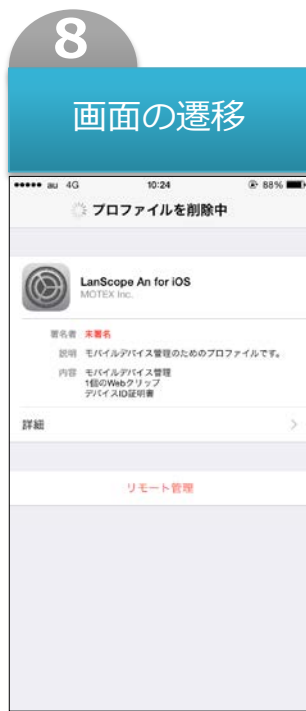 8
画面の遷移
●●●●● au 4G 10:24 88%
プロファイルを削除中
LanScope An for iOS
MOTEX Inc.
署名者 未署名
説明 モバイルデバイス管理のためのプロファイルです。
内容 モバイルデバイス管理
1個のWebクリップ
デバイスID証明書
詳細
リモート管理